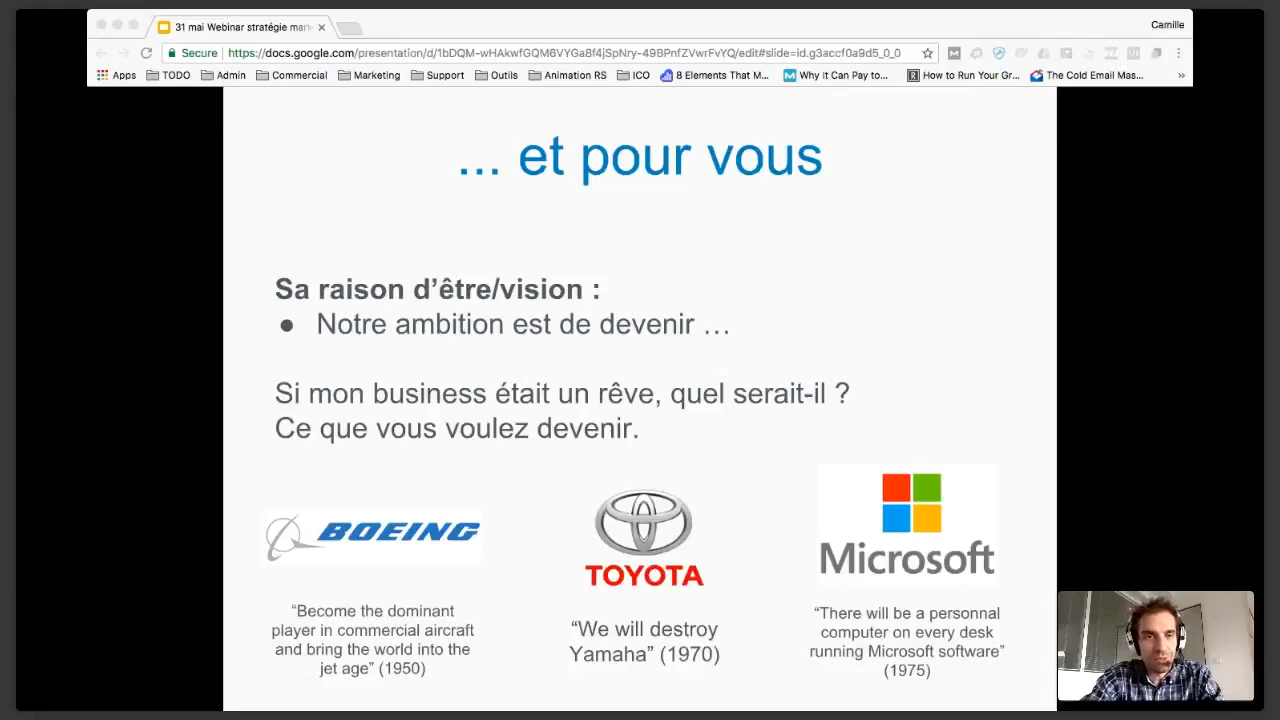 31 mai Webinar stratégie mark
Camille
Secure
https://docs.google.com/presentation/d/1bDQM-wHAkwfGQM6VYGa8f4jSpNry-49BPnfZVwrFvYQ/edit#slide=id.g3accf0a9d5_0_0
Apps
TODO
Admin
Commercial
Marketing
Support
Outils
Animation RS
ICO
8 Elements That M...
Why it Can Pay to...
How to Run Your Gr...
The Cold Email Mas...
... et pour vous
Sa raison d’être/vision :
● Notre ambition est de devenir …
Si mon business était un rêve, quel serait-il ?
Ce que vous voulez devenir.
BOEING
“Become the dominant
player in commercial aircraft
and bring the world into the
jet age” (1950)
TOYOTA
“We will destroy
Yamaha” (1970)
Microsoft
“There will be a personnal
computer on every desk
running Microsoft software”
(1975)